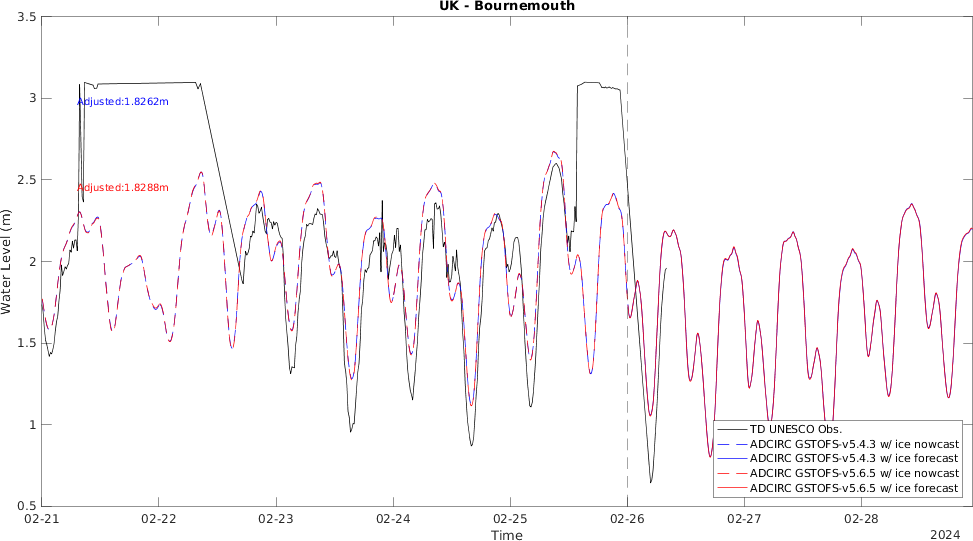 UK - Bournemouth
3.5
3
2.5
2
1.5
1
0.5
Water Level (m)
Adjusted:1.8262m
Adjusted:1.8288m
TD UNESCO Obs.
ADCIRC GSTOFS-v5.4.3 w/ ice nowcast
ADCIRC GSTOFS-v5.4.3 w/ ice forecast
ADCIRC GSTOFS-v5.6.5 w/ ice nowcast
ADCIRC GSTOFS-v5.6.5 w/ ice forecast
02-21 02-22 02-23 02-24 02-25 02-26 02-27 02-28
Time
2024